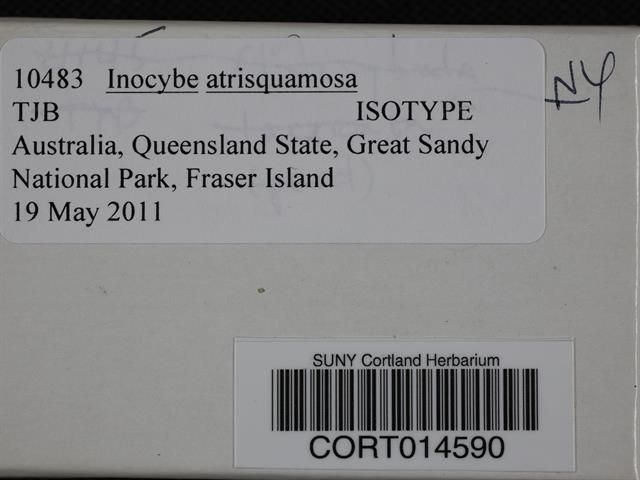 10483 Inocybe atrisquamosa
TJB ISOTYPE
Australia, Queensland State, Great Sandy
National Park, Fraser Island
19 May 2011
NY
SUNY Cortland Herbarium
CORT014590